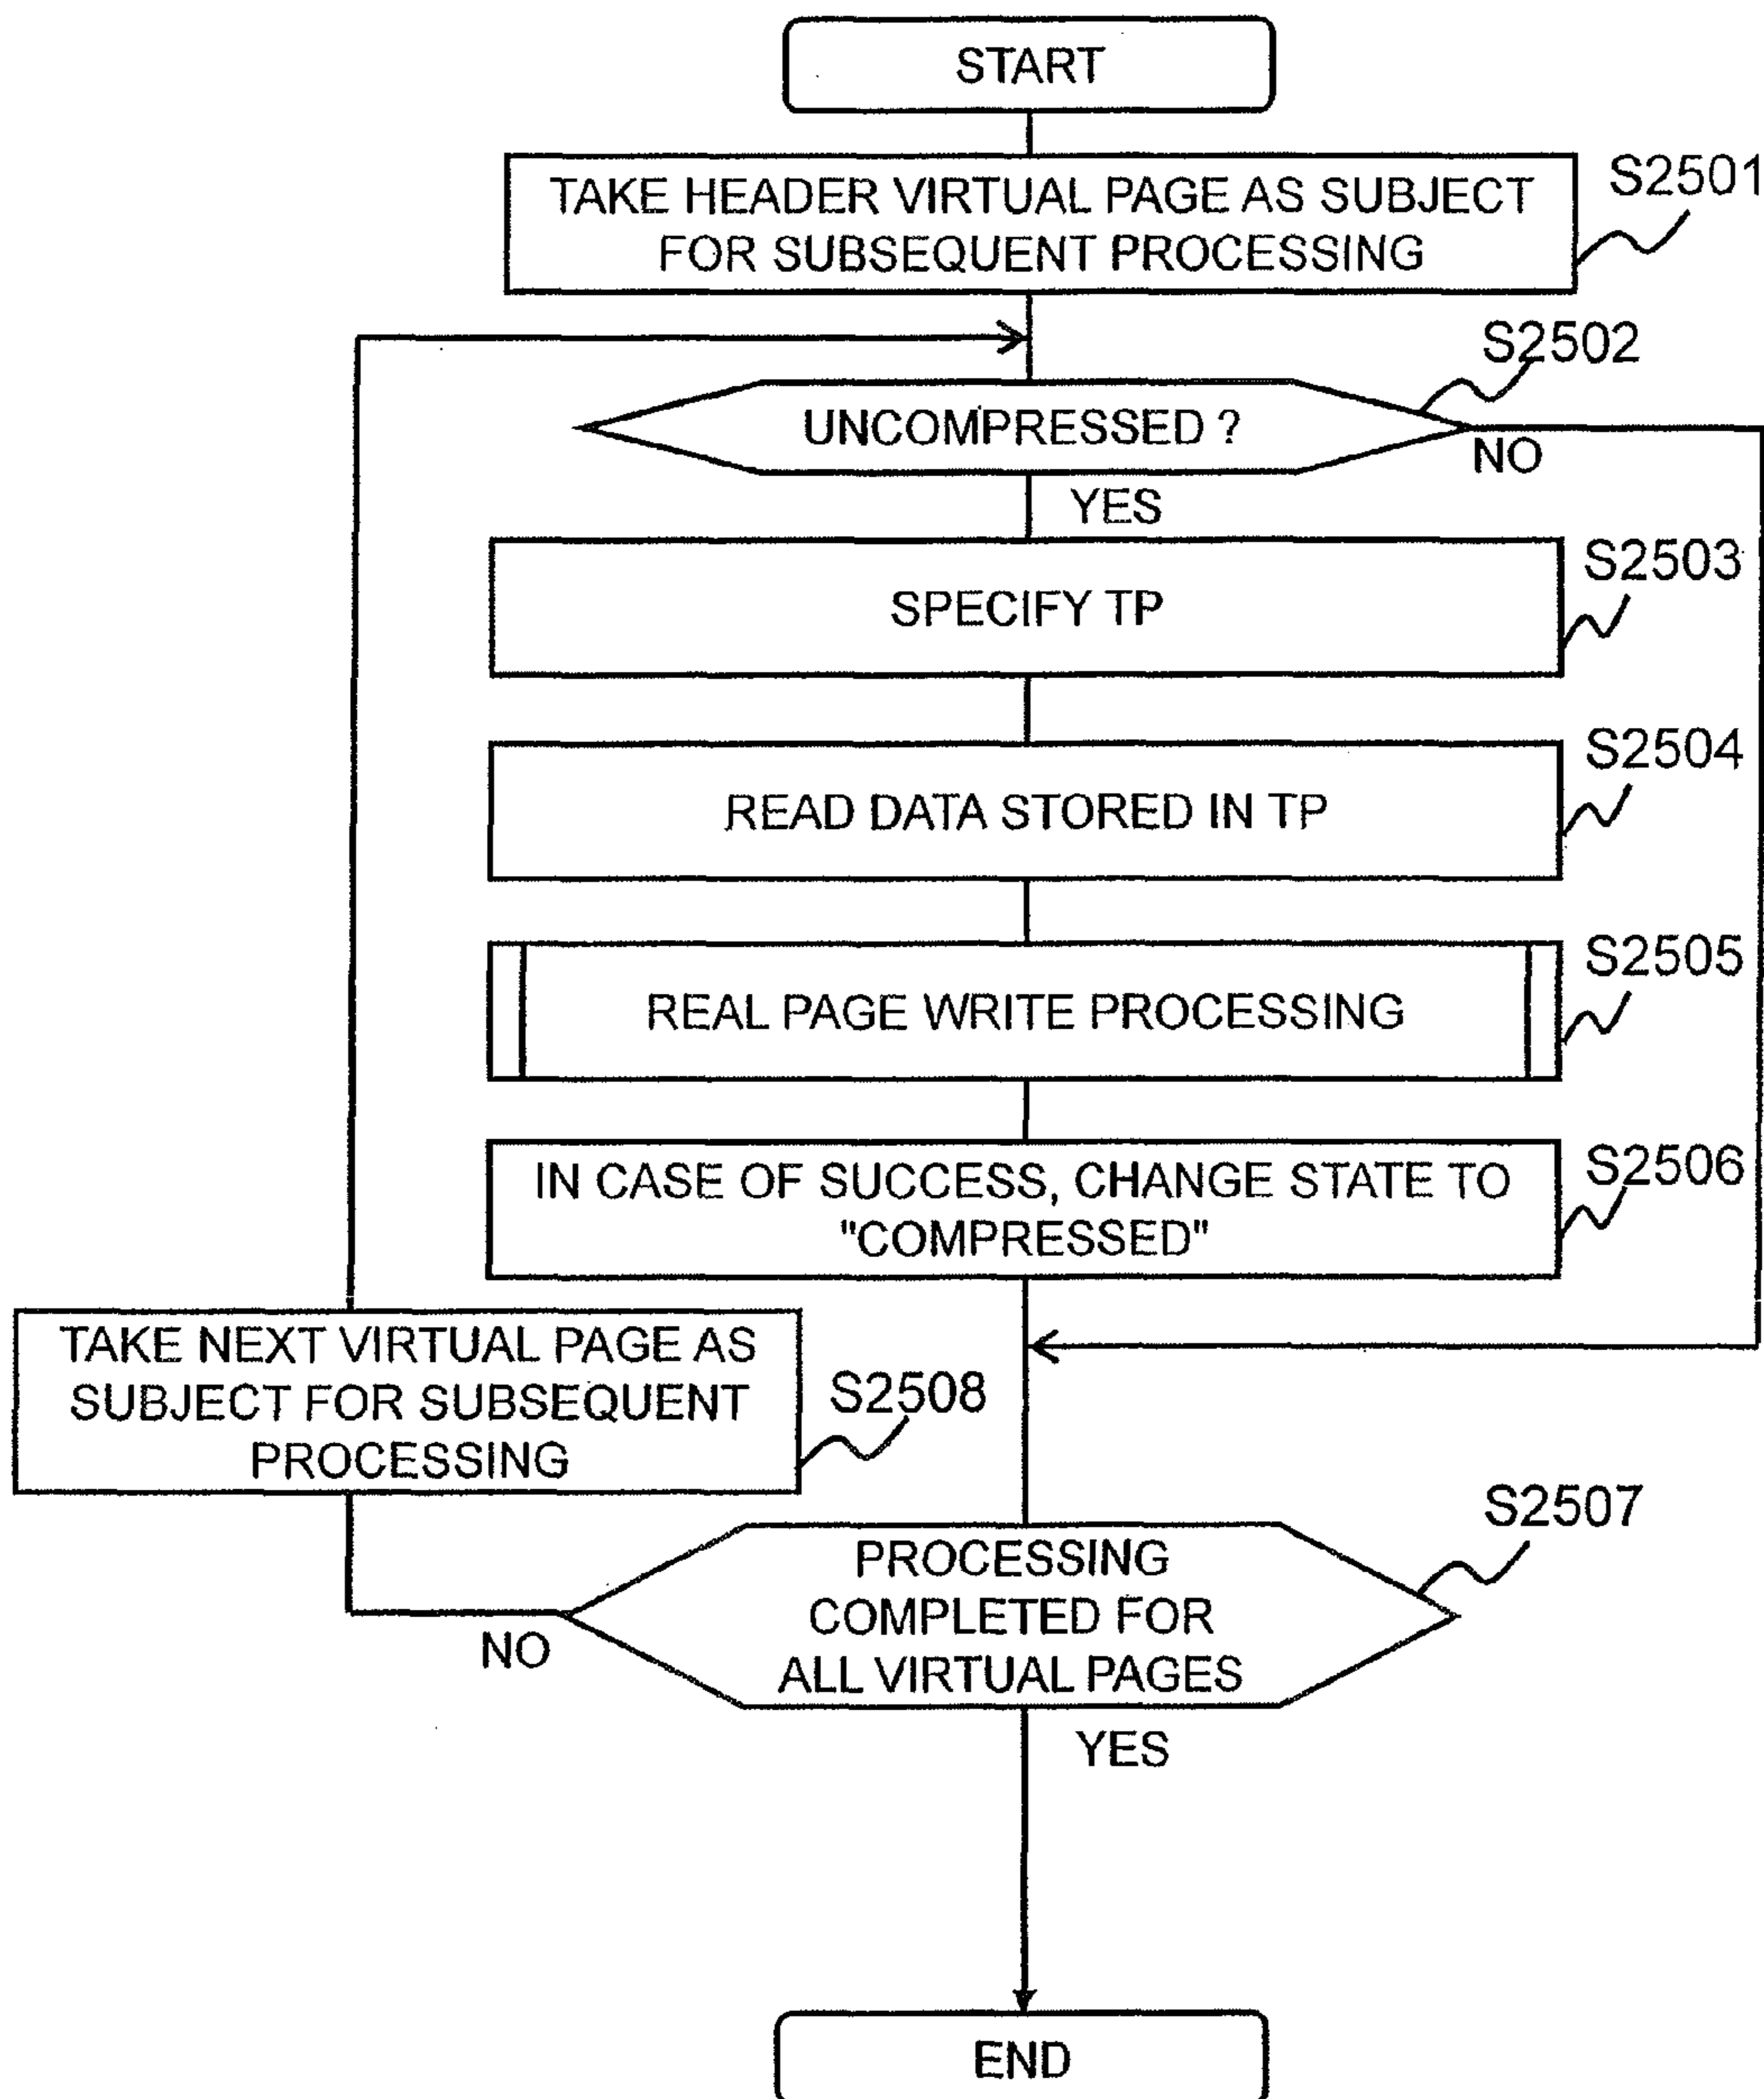 START
TAKE HEADER VIRTUAL PAGE AS SUBJECT
FOR SUBSEQUENT PROCESSING
S2501
S2502
UNCOMPRESSED ?
NO
YES
SPECIFY TP
S2503
READ DATA STORED IN TP
S2504
REAL PAGE WRITE PROCESSING
S2505
IN CASE OF SUCCESS, CHANGE STATE TO
"COMPRESSED"
S2506
TAKE NEXT VIRTUAL PAGE AS
SUBJECT FOR SUBSEQUENT
PROCESSING
S2508
S2507
PROCESSING
COMPLETED FOR
ALL VIRTUAL PAGES
NO
YES
END